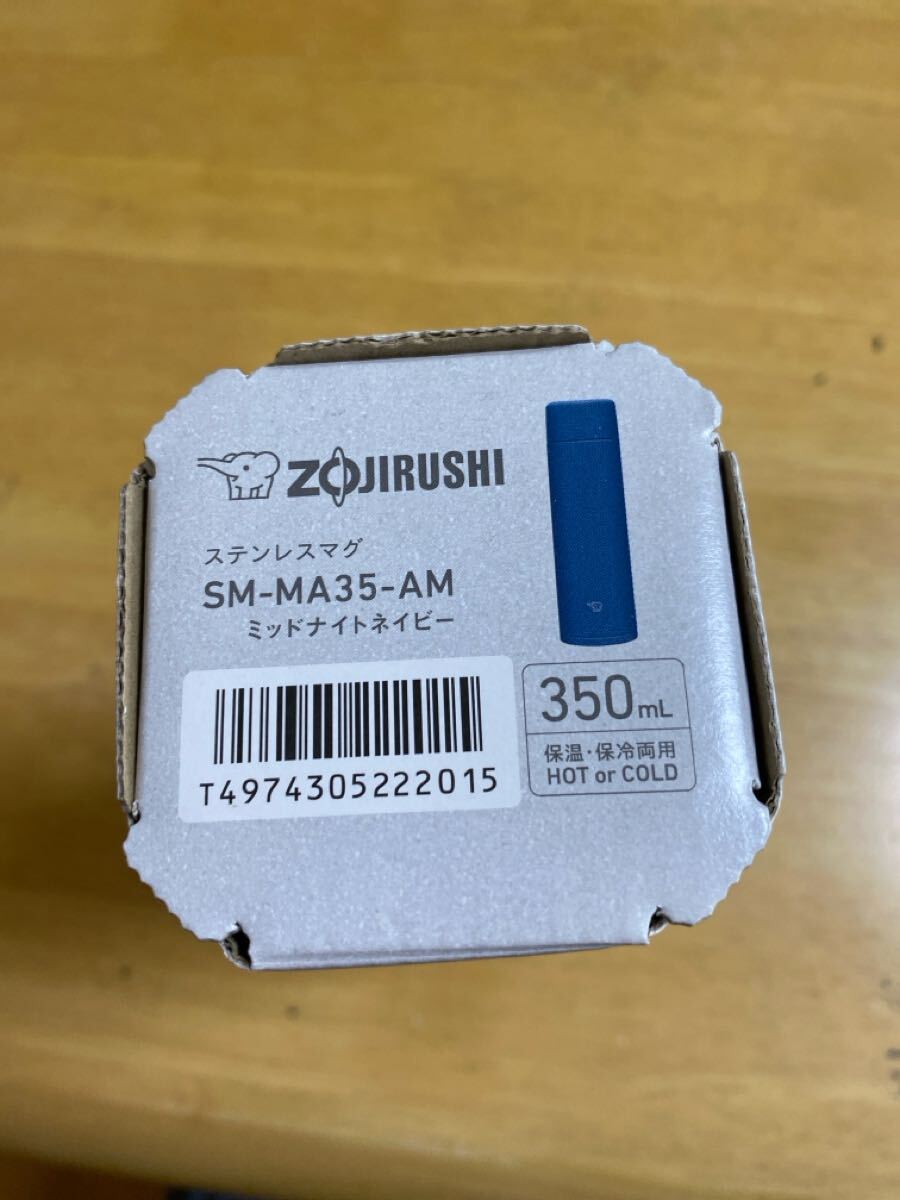 ZOJIRUSHI
ステンレスマグ
SM-MA35-AM
ミッドナイトネイビー
T4974305222015
350mL
保温・保冷両用
HOT or COLD